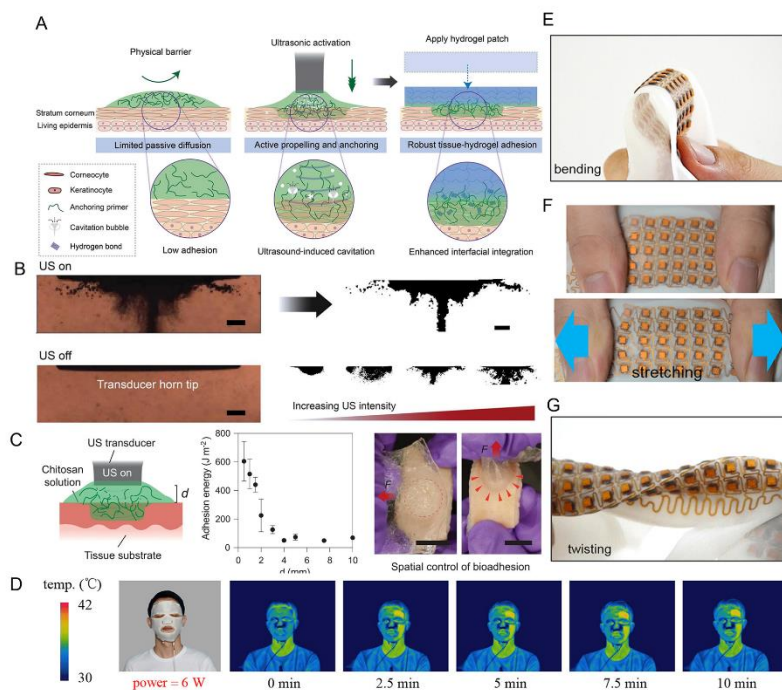 A
Physical barrier
Ultrasonic activation
Apply hydrogel patch
Stratum corneum
Living epidermis
Limited passive diffusion
Active propelling and anchoring
Robust tissue-hydrogel adhesion
Corneocyte
Keratinocyte
Anchoring primer
Cavitation bubble
Hydrogen bond
Low adhesion
Ultrasound-induced cavitation
Enhanced interfacial integration
B
US on
US off
Transducer horn tip
Increasing US intensity
C
US transducer
US on
Chitosan
solution
d
Tissue substrate
Adhesion energy (J m⁻²)
800
600
400
200
0
0 2 4 6 8 10
d (mm)
F
F
Spatial control of bioadhesion
D
temp. (℃)
42
30
power = 6 W
0 min
2.5 min
5 min
7.5 min
10 min
E
bending
F
stretching
G
twisting